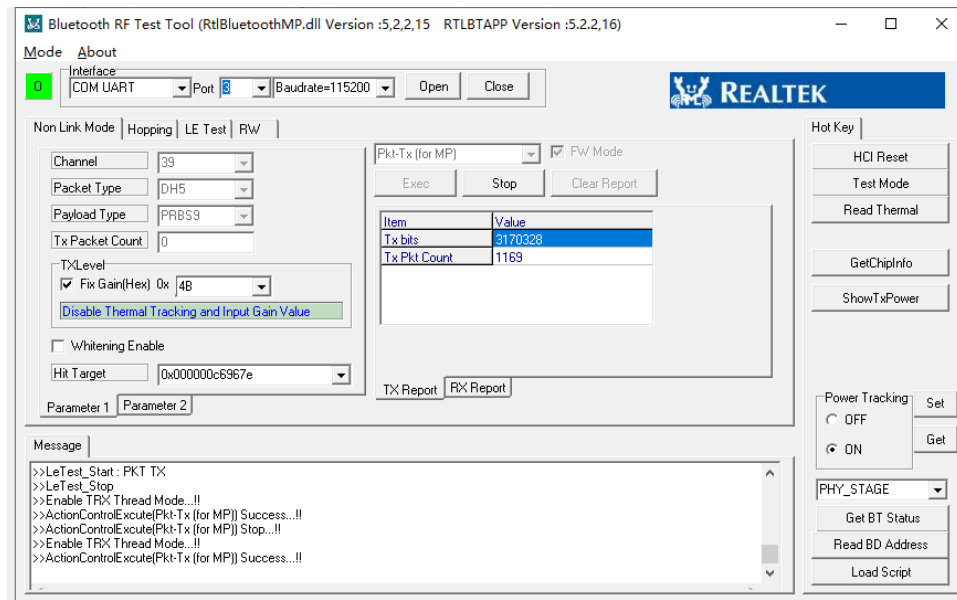 Bluetooth RF Test Tool (RtlBluetoothMP.dll Version :5,2,2,15 RTLBTAPP Version :5.2.2,16)
Mode About
Interface
0 COM UART Port 3 Baudrate=115200 Open Close
REALTEK
Non Link Mode Hopping LE Test RW
Channel 39
Packet Type DH5
Payload Type PRBS9
Tx Packet Count 0
TXLevel
Fix Gain(Hex) 0x 4B
Disable Thermal Tracking and Input Gain Value
Whitening Enable
Hit Target 0x000000c6967e
Parameter 1 Parameter 2
Pkt-Tx (for MP) FW Mode
Exec Stop Clear Report
Item Value
Tx bits 3170328
Tx Pkt Count 1169
TX Report RX Report
Hot Key
HCI Reset
Test Mode
Read Thermal
GetChipInfo
ShowTxPower
Power Tracking
OFF
ON
Set
Get
PHY_STAGE
Get BT Status
Read BD Address
Load Script
Message
>>LeTest_Start : PKT TX
>>LeTest_Stop
>>Enable TRX Thread Mode...!!
>>ActionControlExcute(Pkt-Tx (for MP)) Success...!!
>>ActionControlExcute(Pkt-Tx (for MP)) Stop...!!
>>Enable TRX Thread Mode...!!
>>ActionControlExcute(Pkt-Tx (for MP)) Success...!!